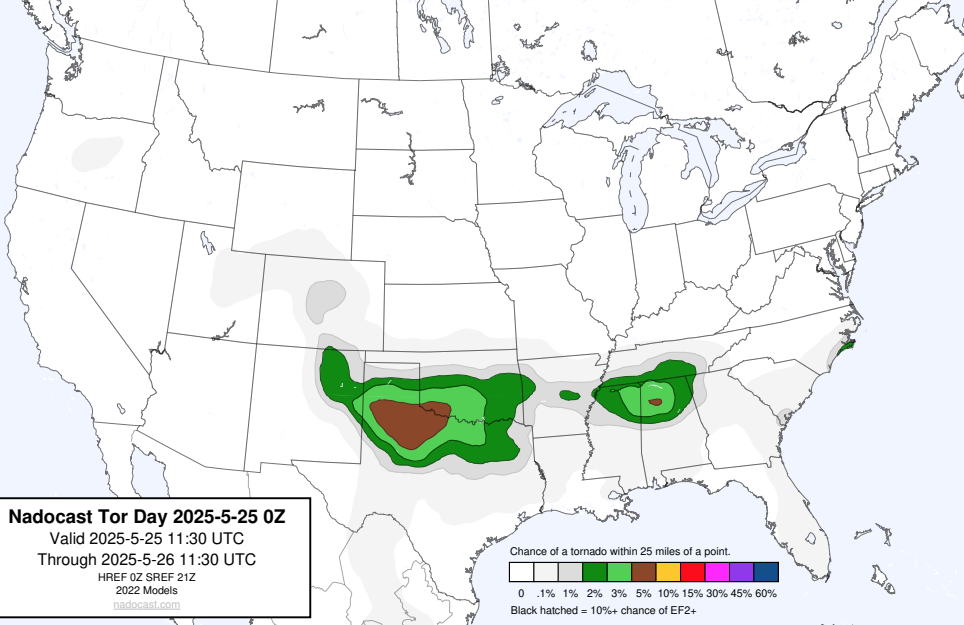 Nadocast Tor Day 2025-5-25 0Z
Valid 2025-5-25 11:30 UTC
Through 2025-5-26 11:30 UTC
HREF 0Z SREF 21Z
2022 Models
nadocast.com
Chance of a tornado within 25 miles of a point.
0 .1% 1% 2% 3% 5% 10% 15% 30% 45% 60%
Black hatched = 10%+ chance of EF2+